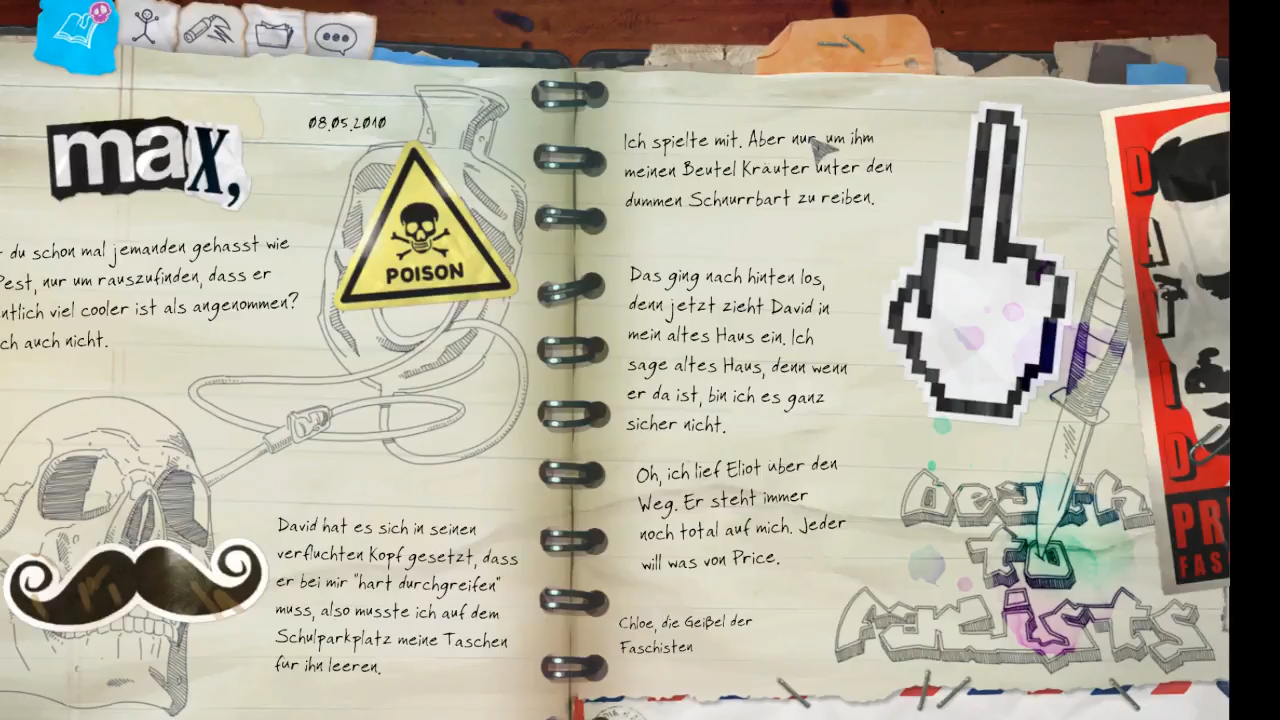 max,
08.05.2010
du schon mal jemanden gehasst wie
Pest, nur um rauszufinden, dass er
entlich viel cooler ist als angenommen?
ch auch nicht.
POISON
David hat es sich in seinen
verfluchten Kopf gesetzt, dass
er bei mir "hart durchgreifen"
muss, also musste ich auf dem
Schulparkplatz meine Taschen
für ihn leeren.
Ich spielte mit. Aber nur um ihm
meinen Beutel Kräuter unter den
dummen Schnurrbart zu reiben.
Das ging nach hinten los,
denn jetzt zieht David in
mein altes Haus ein. Ich
sage altes Haus, denn wenn
er da ist, bin ich es ganz
sicher nicht.
Oh, ich lief Eliot über den
Weg. Er steht immer
noch total auf mich. Jeder
will was von Price.
Chloe, die Geißel der
Faschisten
death
to
fascists
DAVID
PRI
FAS